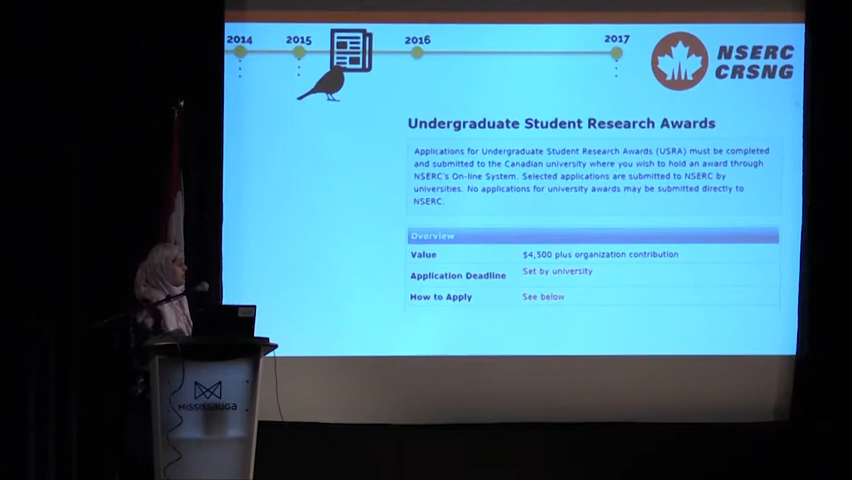 2014 2015 2016 2017
NSERC
CRSNG
Undergraduate Student Research Awards
Applications for Undergraduate Student Research Awards (USRA) must be completed
and submitted to the Canadian university where you wish to hold an award through
NSERC's On-line System. Selected applications are submitted to NSERC by
universities. No applications for university awards may be submitted directly to
NSERC.
Overview
Value $4,500 plus organization contribution
Application Deadline Set by university
How to Apply See below
MISSISSAUGA